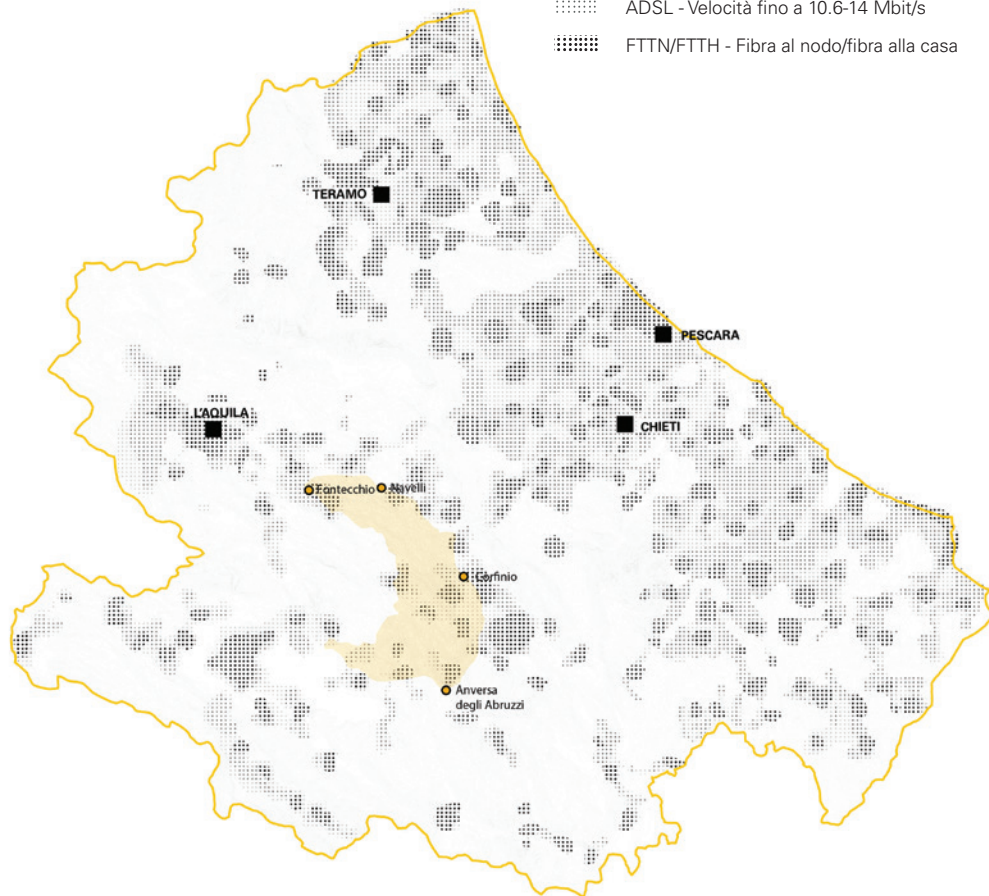 ADSL - Velocità fino a 10.6-14 Mbit/s
FTTN/FTTH - Fibra al nodo/fibra alla casa
TERAMO
PESCARA
L'AQUILA
CHIETI
Fontecchio
Navelli
Corfinio
Anversa
degli Abruzzi